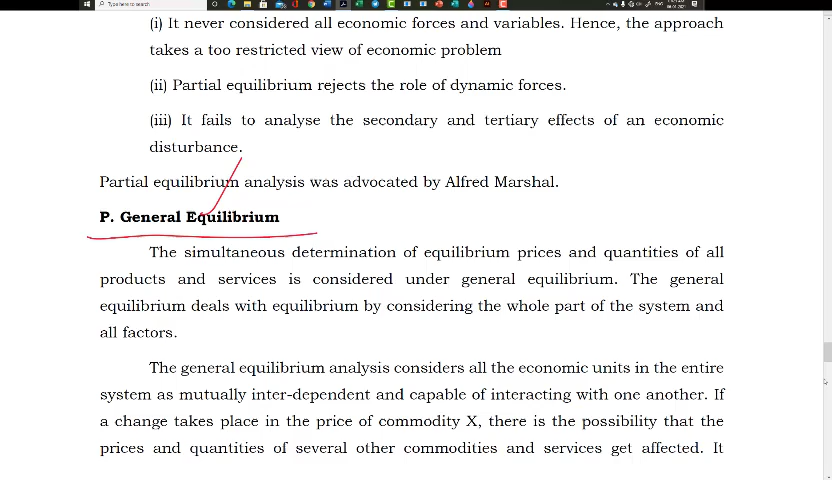 Type here to search
ENG
(i) It never considered all economic forces and variables. Hence, the approach
takes a too restricted view of economic problem
(ii) Partial equilibrium rejects the role of dynamic forces.
(iii) It fails to analyse the secondary and tertiary effects of an economic
disturbance.
Partial equilibrium analysis was advocated by Alfred Marshal.
P. General Equilibrium
The simultaneous determination of equilibrium prices and quantities of all
products and services is considered under general equilibrium. The general
equilibrium deals with equilibrium by considering the whole part of the system and
all factors.
The general equilibrium analysis considers all the economic units in the entire
system as mutually inter-dependent and capable of interacting with one another. If
a change takes place in the price of commodity X, there is the possibility that the
prices and quantities of several other commodities and services get affected. It